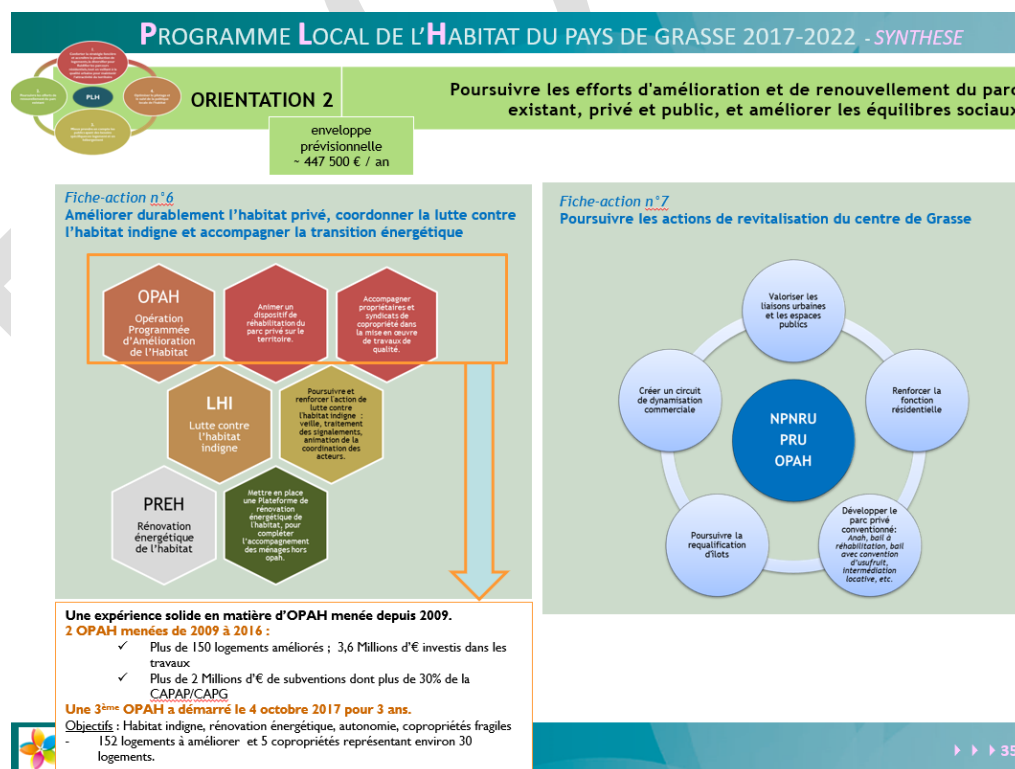 PROGRAMME LOCAL DE L'HABITAT DU PAYS DE GRASSE 2017-2022 - SYNTHESE
PLH
ORIENTATION 2
Poursuivre les efforts d'amélioration et de renouvellement du parc
existant, privé et public, et améliorer les équilibres sociaux
enveloppe
prévisionnelle
~ 447 500 € / an
Fiche-action n°6
Améliorer durablement l'habitat privé, coordonner la lutte contre
l'habitat indigne et accompagner la transition énergétique
OPAH
Opération
Programmée
d'Amélioration
de l'Habitat
Animer un
dispositif de
réhabilitation du
parc privé sur le
territoire.
Accompagner
propriétaires et
syndicats de
copropriété dans
la mise en œuvre
de travaux de
qualité.
LHI
Lutte contre
l'habitat
indigne
Poursuivre et
renforcer l'action de
lutte contre
l'habitat indigne :
veille, traitement
des signalements,
animation de la
coordination des
acteurs.
PREH
Rénovation
énergétique
de l'habitat
Mettre en place
une Plateforme de
rénovation
énergétique de
l'habitat, pour
compléter
l'accompagnement
des ménages hors
opah.
Une expérience solide en matière d'OPAH menée depuis 2009.
2 OPAH menées de 2009 à 2016 :
✓ Plus de 150 logements améliorés ; 3,6 Millions d'€ investis dans les
travaux
✓ Plus de 2 Millions d'€ de subventions dont plus de 30% de la
CAPAP/CAPG
Une 3ème OPAH a démarré le 4 octobre 2017 pour 3 ans.
Objectifs : Habitat indigne, rénovation énergétique, autonomie, copropriétés fragiles
- 152 logements à améliorer et 5 copropriétés représentant environ 30
logements.
Fiche-action n°7
Poursuivre les actions de revitalisation du centre de Grasse
Valoriser les
liaisons urbaines
et les espaces
publics
Renforcer la
fonction
résidentielle
Développer le
parc privé
conventionné:
Anah, bail à
réhabilitation, bail
avec convention
d'usufruit,
intermédiation
locative, etc.
Poursuivre la
requalification
d'îlots
Créer un circuit
de dynamisation
commerciale
NPNRU
PRU
OPAH
35